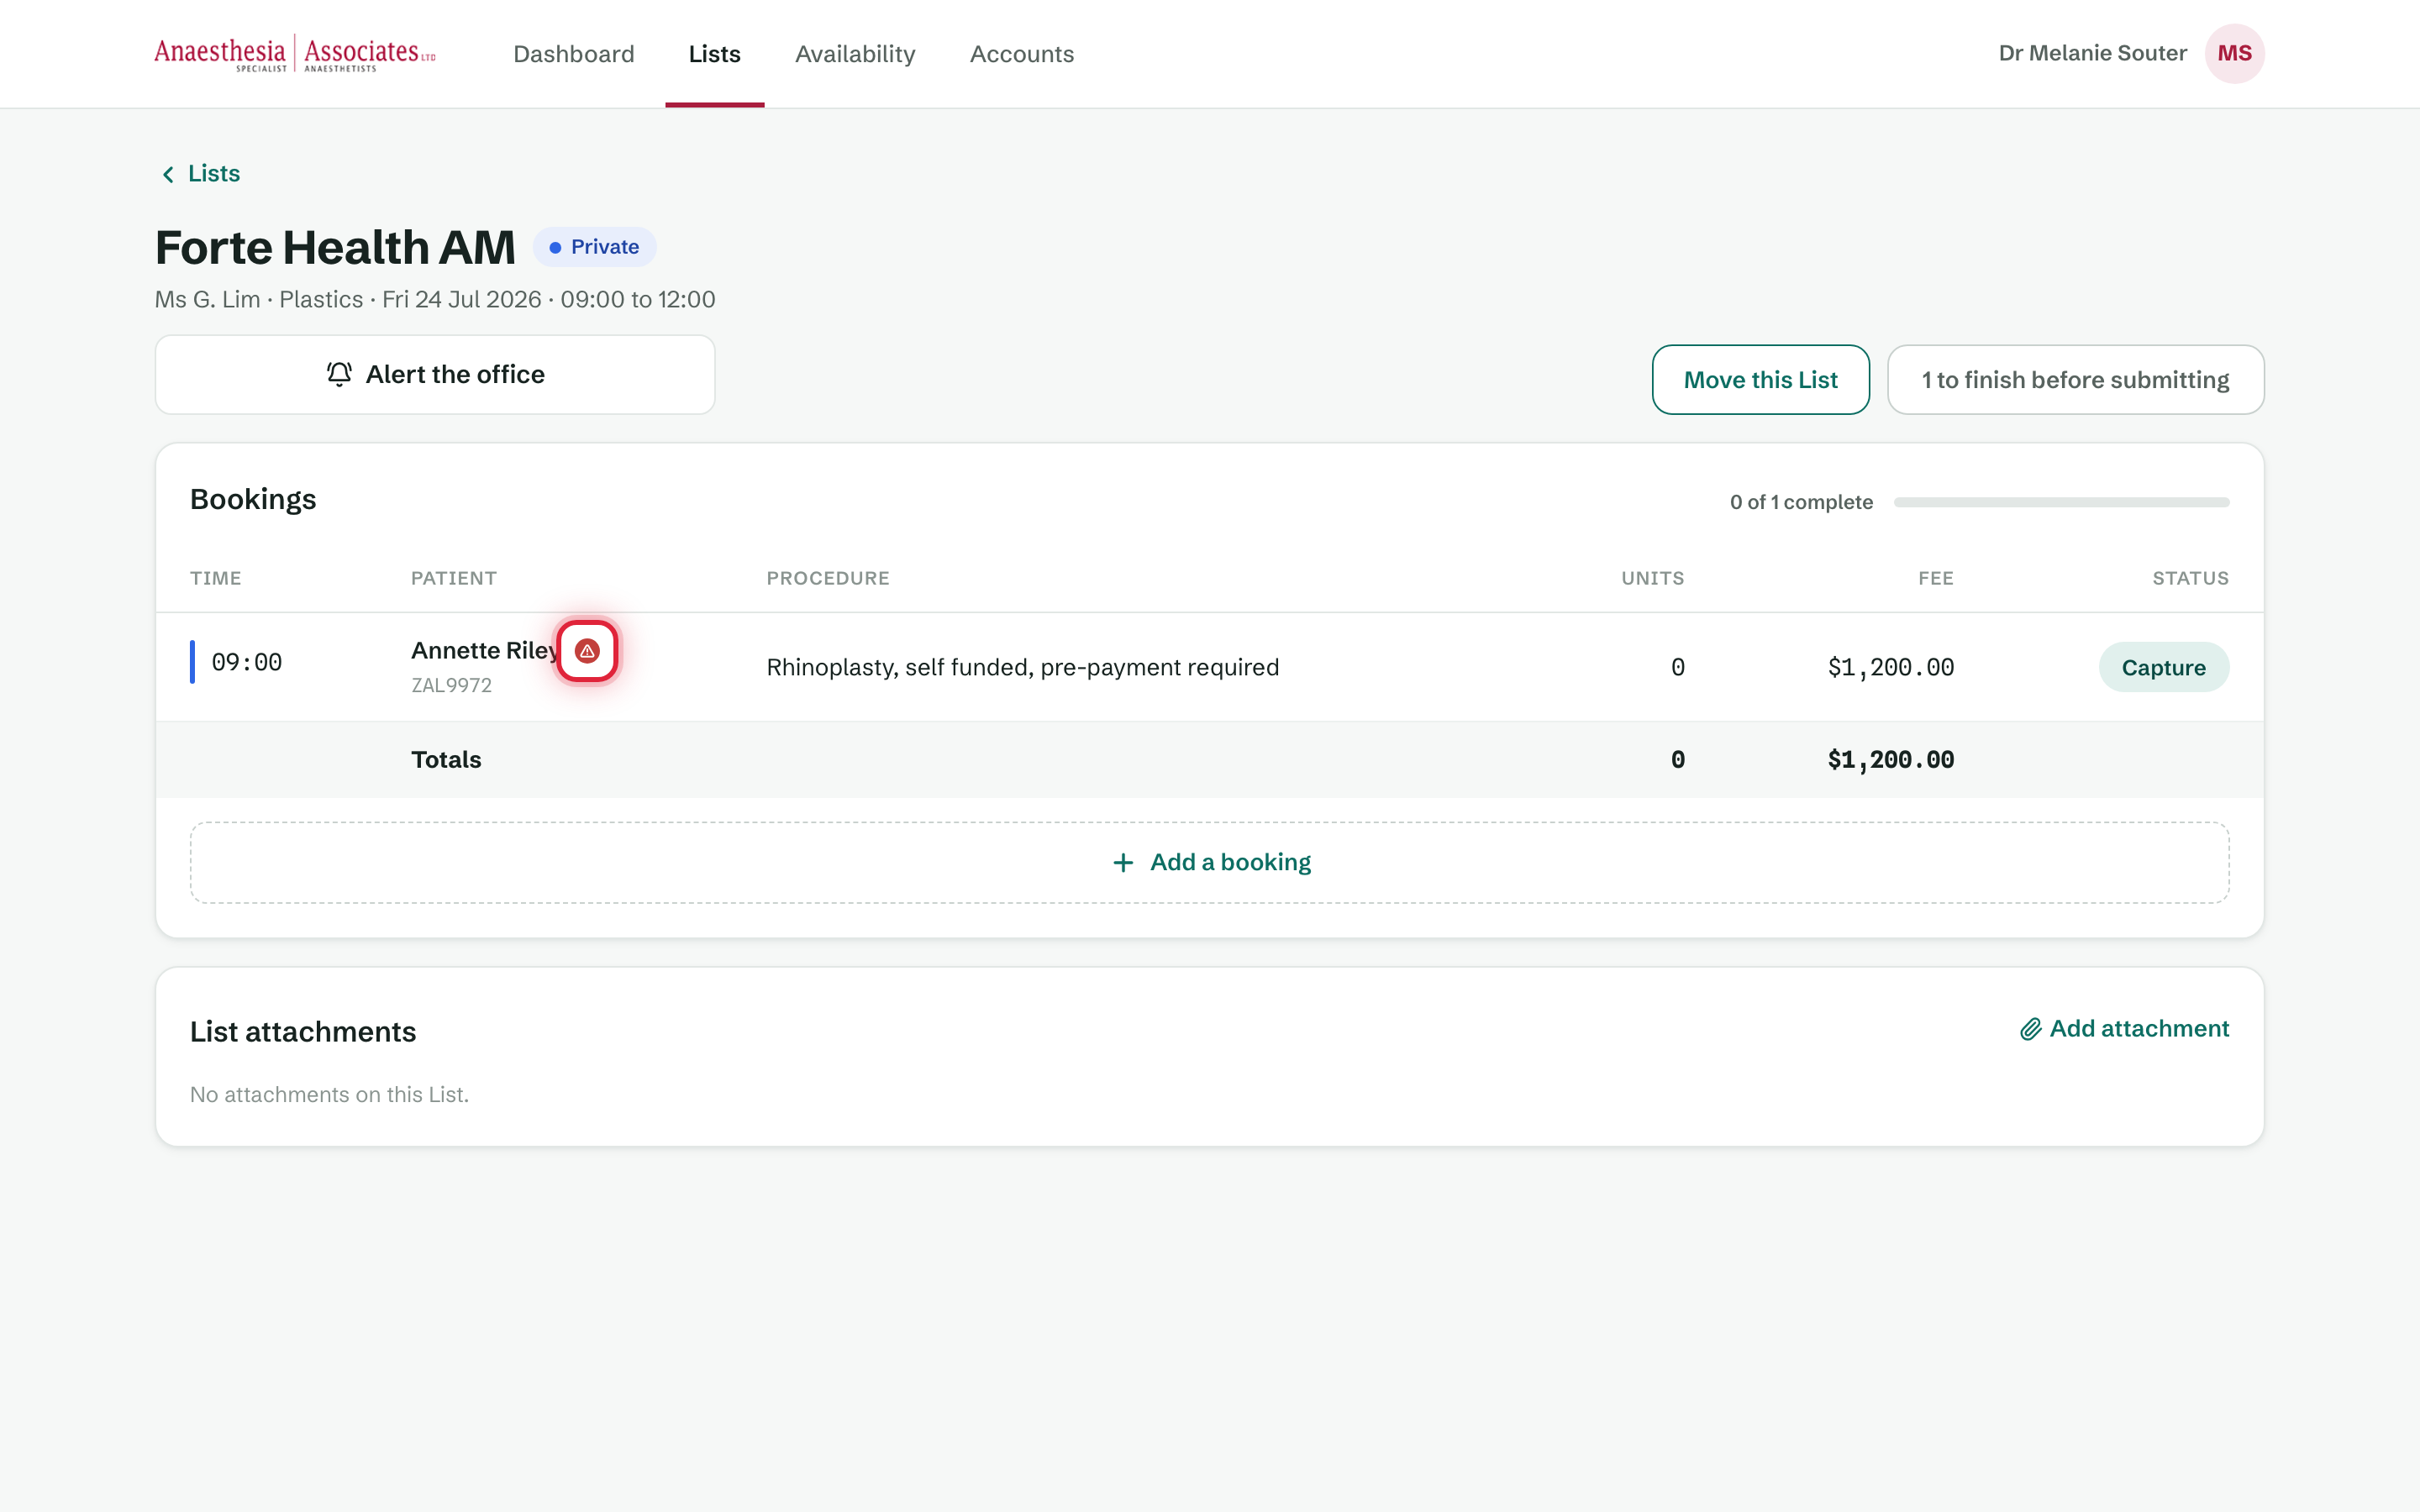 Anaesthesia | Associates LTD
SPECIALIST ANAESTHETISTS
Dashboard
Lists
Availability
Accounts
Dr Melanie Souter
MS
Lists
Forte Health AM
Private
Ms G. Lim · Plastics · Fri 24 Jul 2026 · 09:00 to 12:00
Alert the office
Move this List
1 to finish before submitting
Bookings
0 of 1 complete
TIME PATIENT PROCEDURE UNITS FEE STATUS
09:00 Annette Riley Rhinoplasty, self funded, pre-payment required 0 $1,200.00 Capture
ZAL9972
Totals 0 $1,200.00
+ Add a booking
List attachments
Add attachment
No attachments on this List.